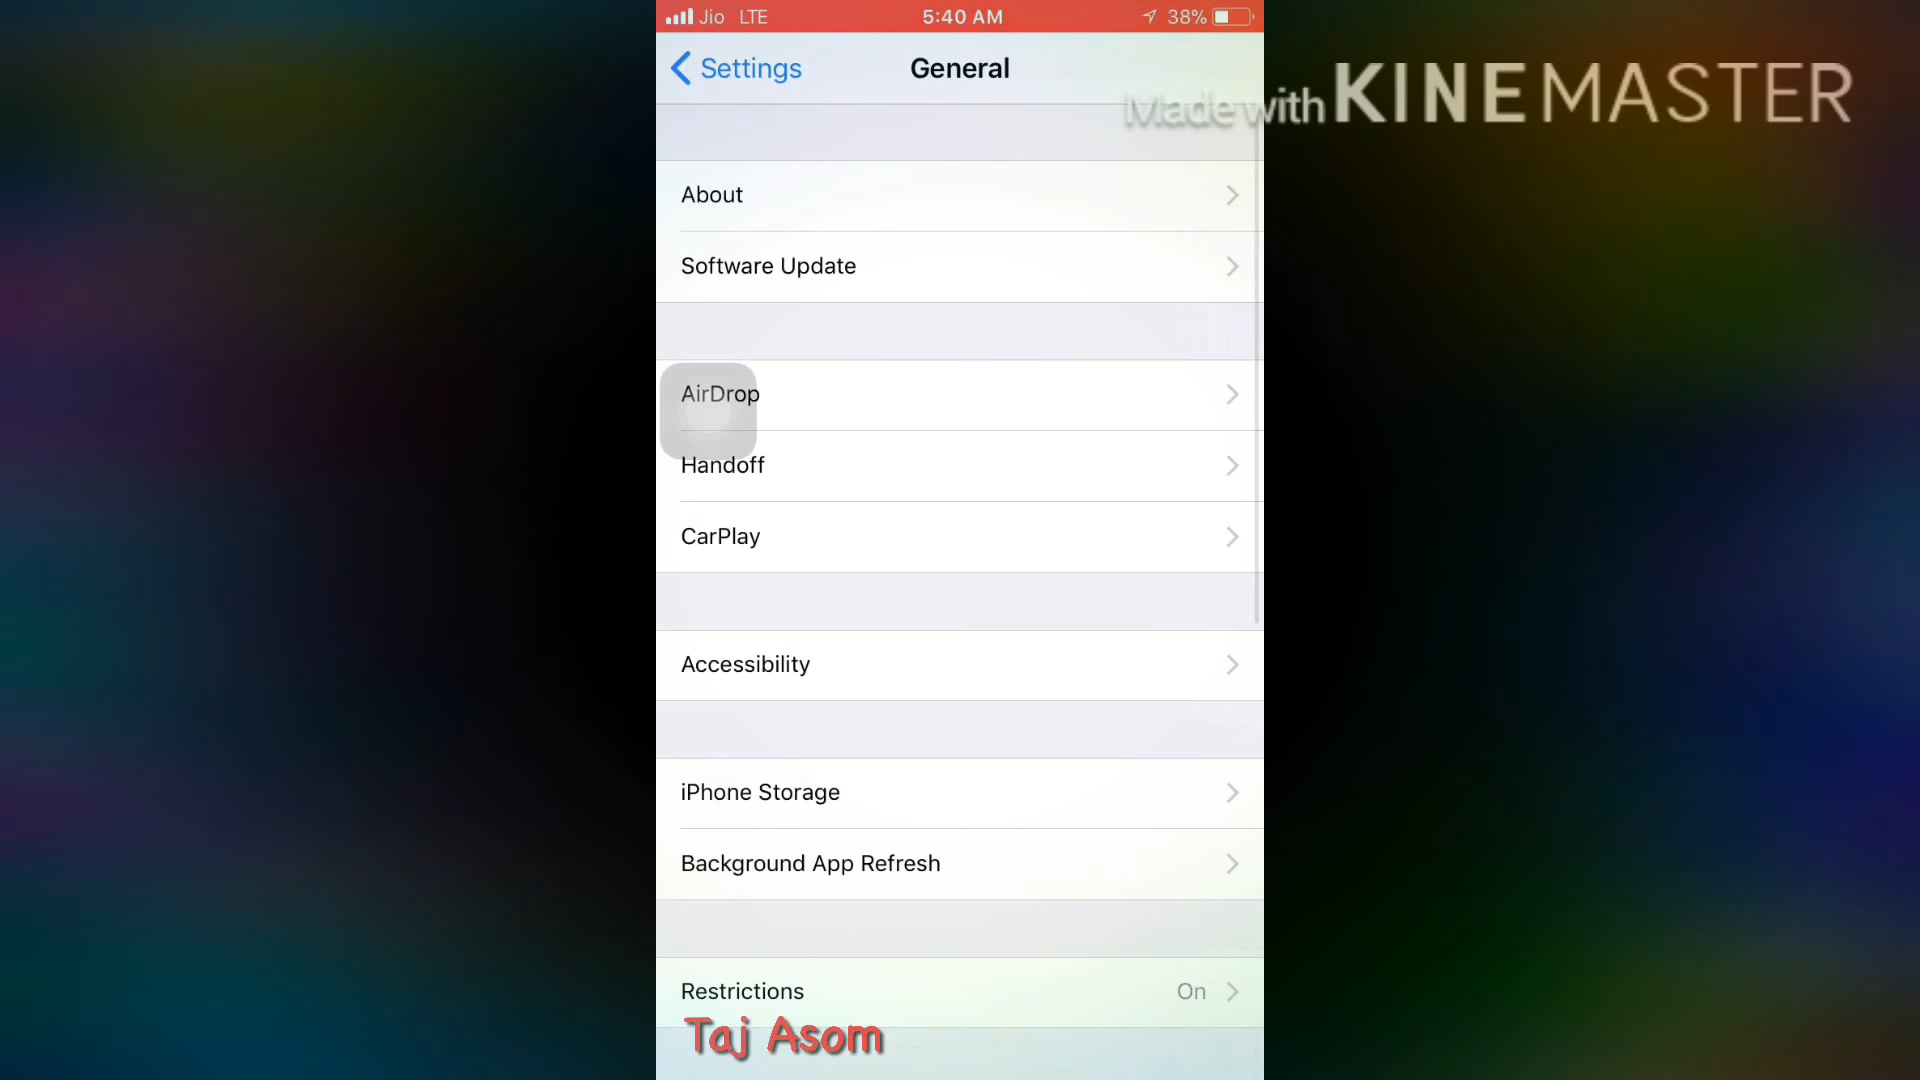 Jio LTE 5:40 AM 38%
Settings General
Made with KINEMASTER
About
Software Update
AirDrop
Handoff
CarPlay
Accessibility
iPhone Storage
Background App Refresh
Restrictions On
Taj Asom